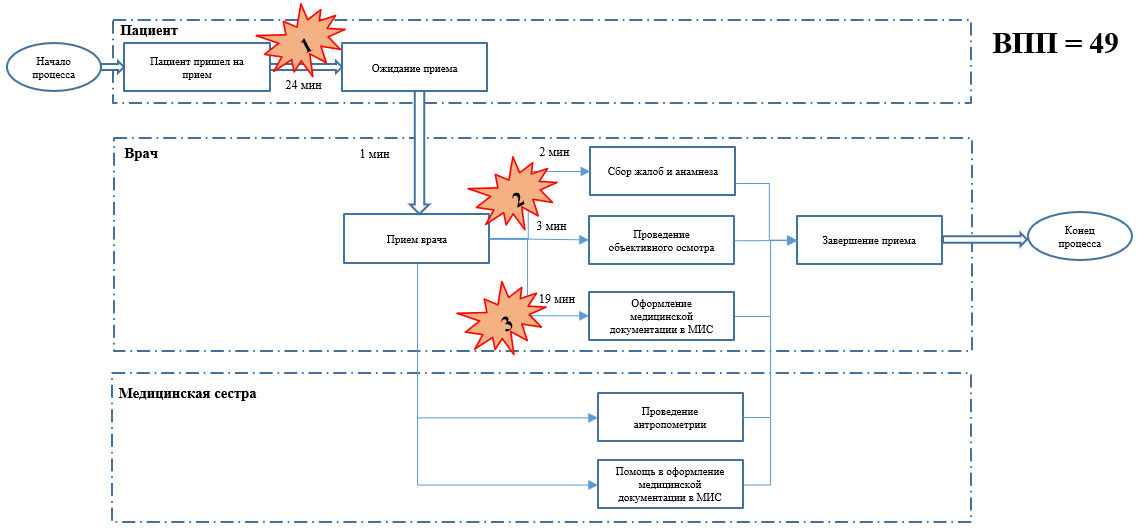 Пациент
ВПП = 49
Начало
процесса
Пациент пришел на
прием
1
24 мин
Ожидание приема
Врач
1 мин
2 мин
Сбор жалоб и анамнеза
2
3 мин
Прием врача
Проведение
объективного осмотра
Завершение приема
Конец
процесса
19 мин
3
Оформление
медицинской
документации в МИС
Медицинская сестра
Проведение
антропометрии
Помощь в оформление
медицинской
документации в МИС